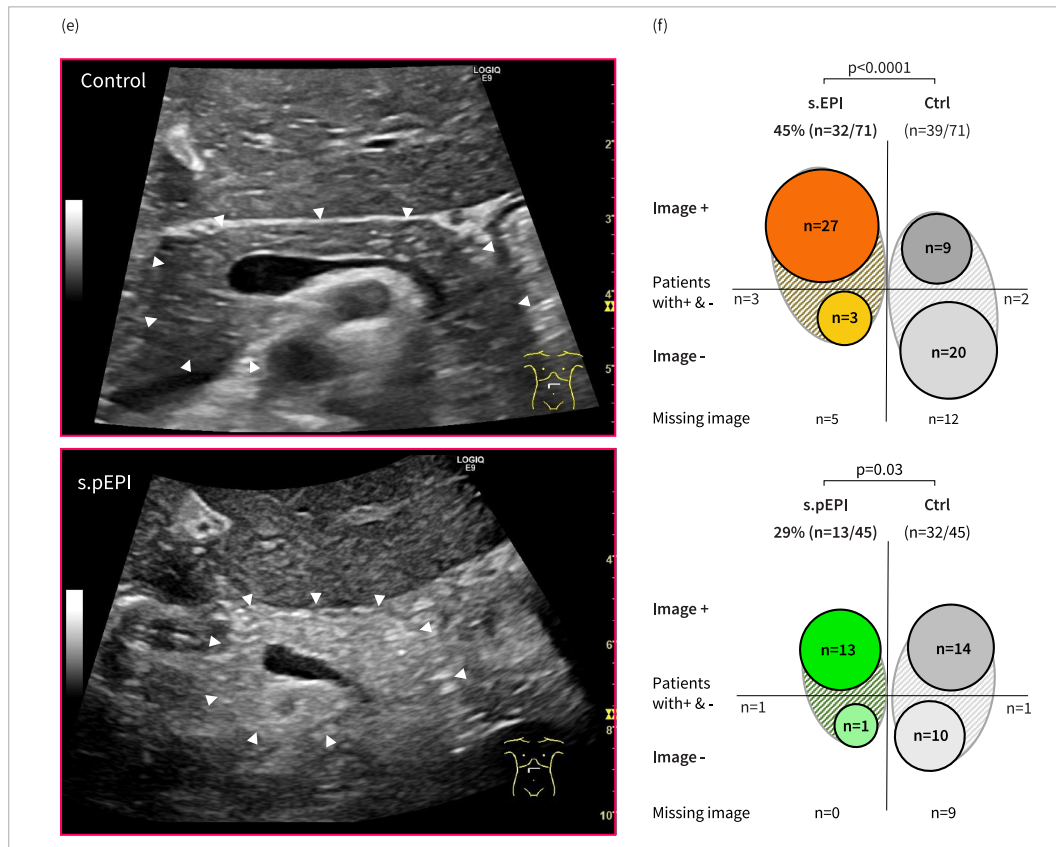 (e)
Control
LOGIQ
E9
2
3
4
5
s.pEPI
LOGIQ
E9
4
6
8
10
(f)
p<0.0001
s.EPI
Ctrl
45% (n=32/71)
(n=39/71)
Image +
n=27
n=9
Patients
with+ & -
n=3
n=2
n=3
n=20
Image -
Missing image
n=5
n=12
p=0.03
s.pEPI
Ctrl
29% (n=13/45)
(n=32/45)
Image +
n=13
n=14
Patients
with+ & -
n=1
n=1
n=1
n=10
Image -
Missing image
n=0
n=9